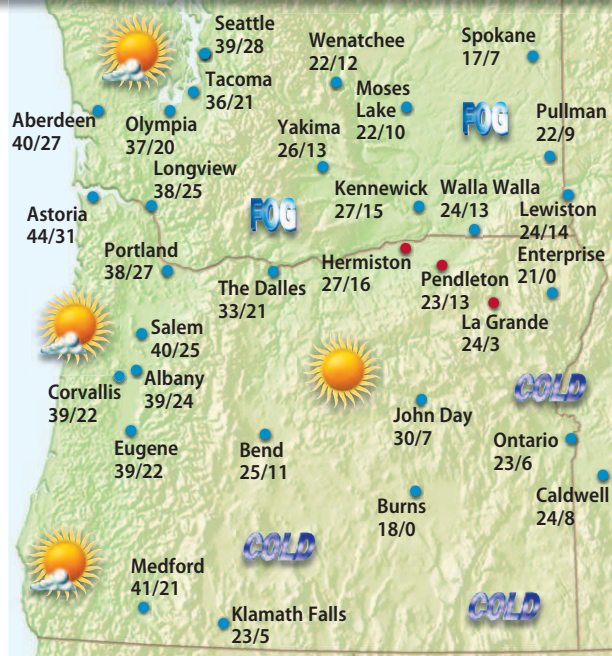 Seattle
39/28
Wenatchee
22/12
Spokane
17/7
Tacoma
36/21
Moses
Lake
22/10
FOG
Pullman
22/9
Aberdeen
40/27
Olympia
37/20
Yakima
26/13
Longview
38/25
Kennewick
27/15
Walla Walla
24/13
Lewiston
24/14
Astoria
44/31
FOG
Portland
38/27
The Dalles
33/21
Hermiston
27/16
Pendleton
23/13
Enterprise
21/0
La Grande
24/3
Salem
40/25
Corvallis
39/22
Albany
39/24
COLD
John Day
30/7
Eugene
39/22
Bend
25/11
Ontario
23/6
Burns
18/0
Caldwell
24/8
COLD
Medford
41/21
COLD
Klamath Falls
23/5